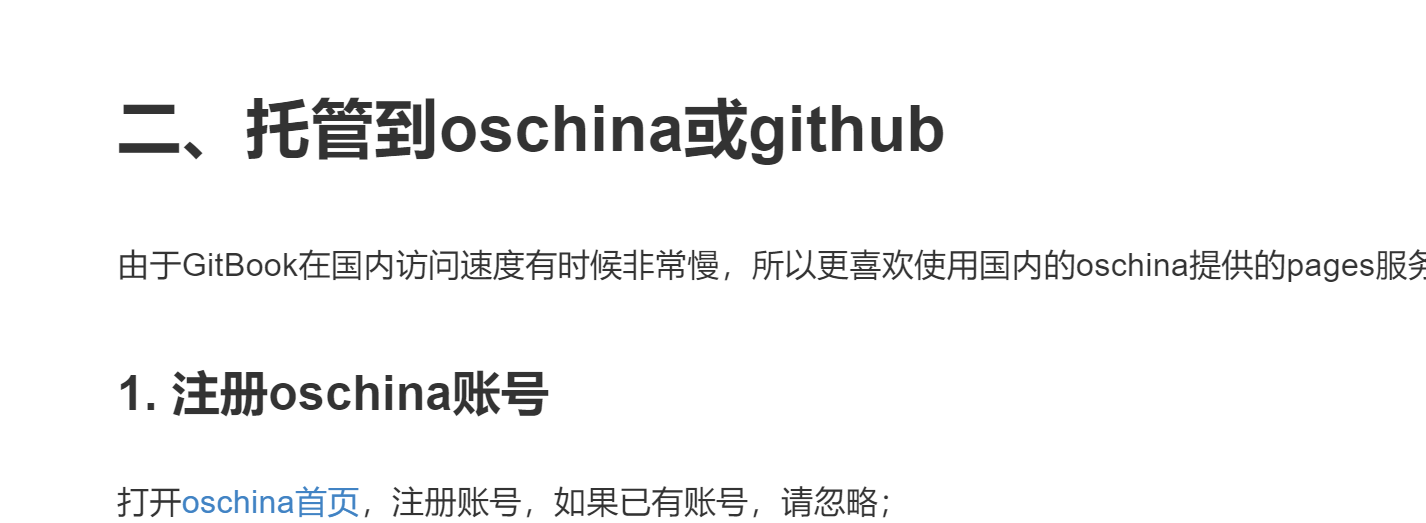 二、托管到oschina或github
由于GitBook在国内访问速度有时候非常慢，所以更喜欢使用国内的oschina提供的pages服务
1. 注册oschina账号
打开oschina首页，注册账号，如果已有账号，请忽略；